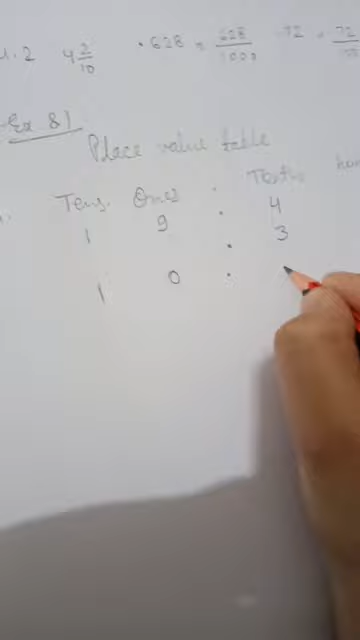 .2 4 2/10 .628 = 628/1000 .72 = 72/
Ex 8.1
Place value table
Tens. Ones . Tenths
1 9 . 4
. 3
1 0 .